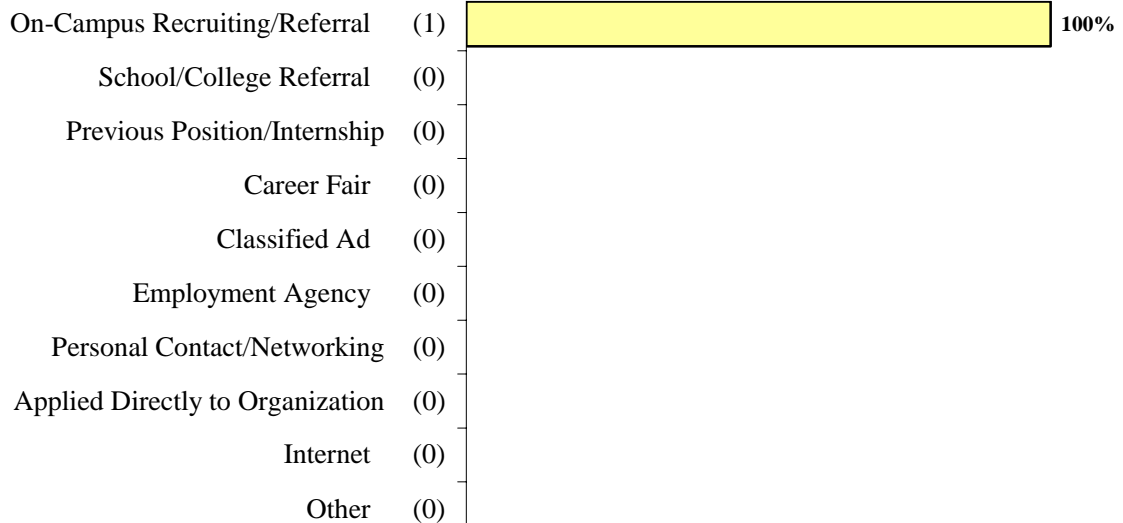 On-Campus Recruiting/Referral (1) 100%
School/College Referral (0)
Previous Position/Internship (0)
Career Fair (0)
Classified Ad (0)
Employment Agency (0)
Personal Contact/Networking (0)
Applied Directly to Organization (0)
Internet (0)
Other (0)